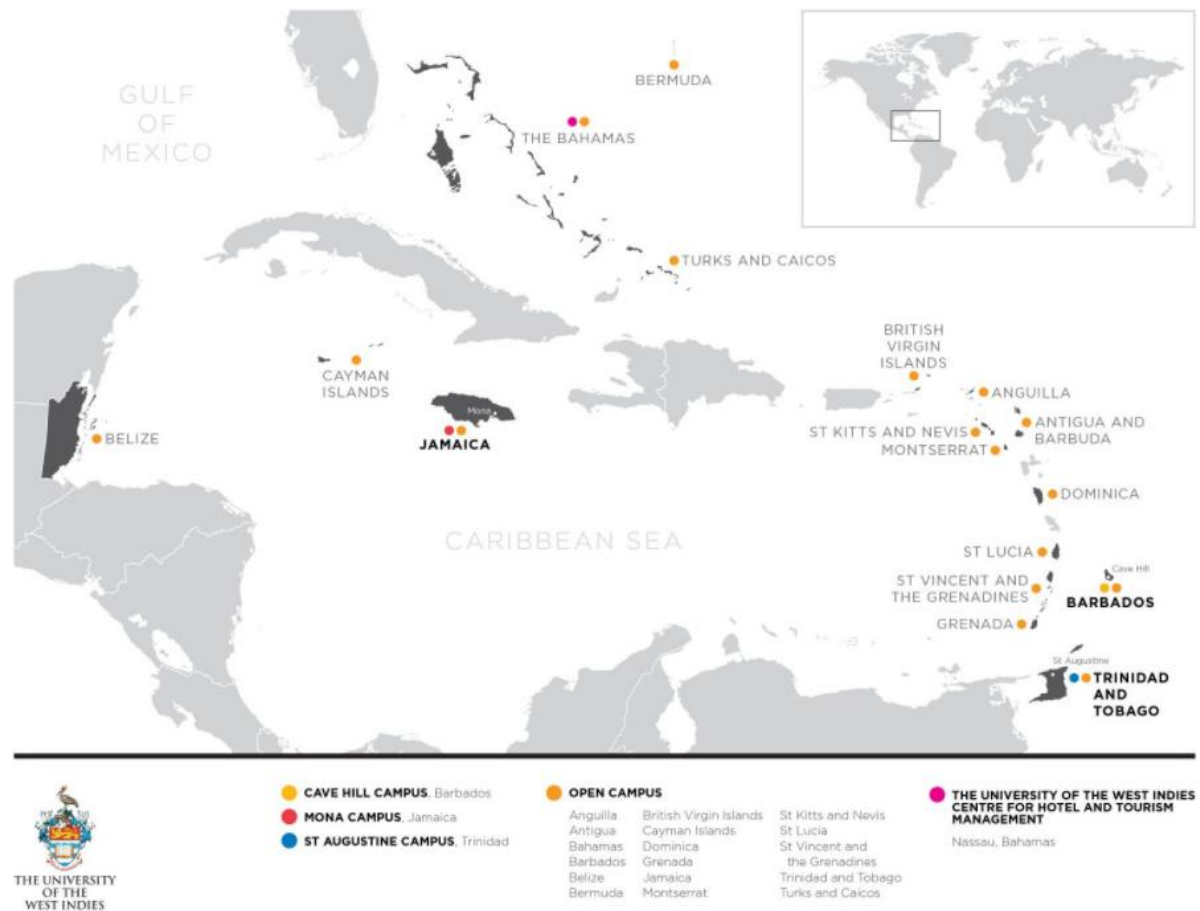 GULF
OF
MEXICO
BERMUDA
THE BAHAMAS
TURKS AND CAICOS
CAYMAN
ISLANDS
BRITISH
VIRGIN
ISLANDS
ANGUILLA
Mona
JAMAICA
BELIZE
ST KITTS AND NEVIS
ANTIGUA AND
BARBUDA
MONTSERRAT
DOMINICA
CARIBBEAN SEA
ST LUCIA
Cave Hill
ST VINCENT AND
THE GRENADINES
BARBADOS
GRENADA
St Augustine
TRINIDAD
AND
TOBAGO
THE UNIVERSITY
OF THE
WEST INDIES
CAVE HILL CAMPUS, Barbados
MONA CAMPUS, Jamaica
ST AUGUSTINE CAMPUS, Trinidad
OPEN CAMPUS
Anguilla
Antigua
Bahamas
Barbados
Belize
Bermuda
British Virgin Islands
Cayman Islands
Dominica
Grenada
Jamaica
Montserrat
St Kitts and Nevis
St Lucia
St Vincent and
the Grenadines
Trinidad and Tobago
Turks and Caicos
THE UNIVERSITY OF THE WEST INDIES
CENTRE FOR HOTEL AND TOURISM
MANAGEMENT
Nassau, Bahamas